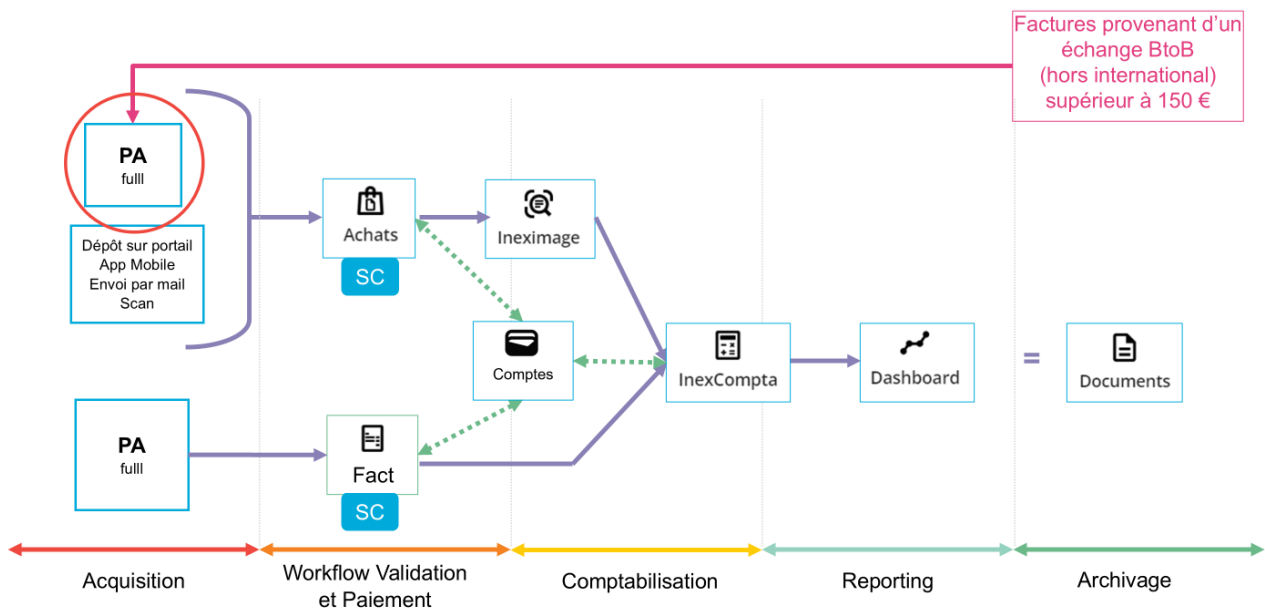 Factures provenant d'un
échange BtoB
(hors international)
supérieur à 150 €
PA
fulll
Dépôt sur portail
App Mobile
Envoi par mail
Scan
Achats
SC
Ineximage
Comptes
InexCompta
Dashboard
=
Documents
PA
fulll
Fact
SC
Acquisition
Workflow Validation
et Paiement
Comptabilisation
Reporting
Archivage